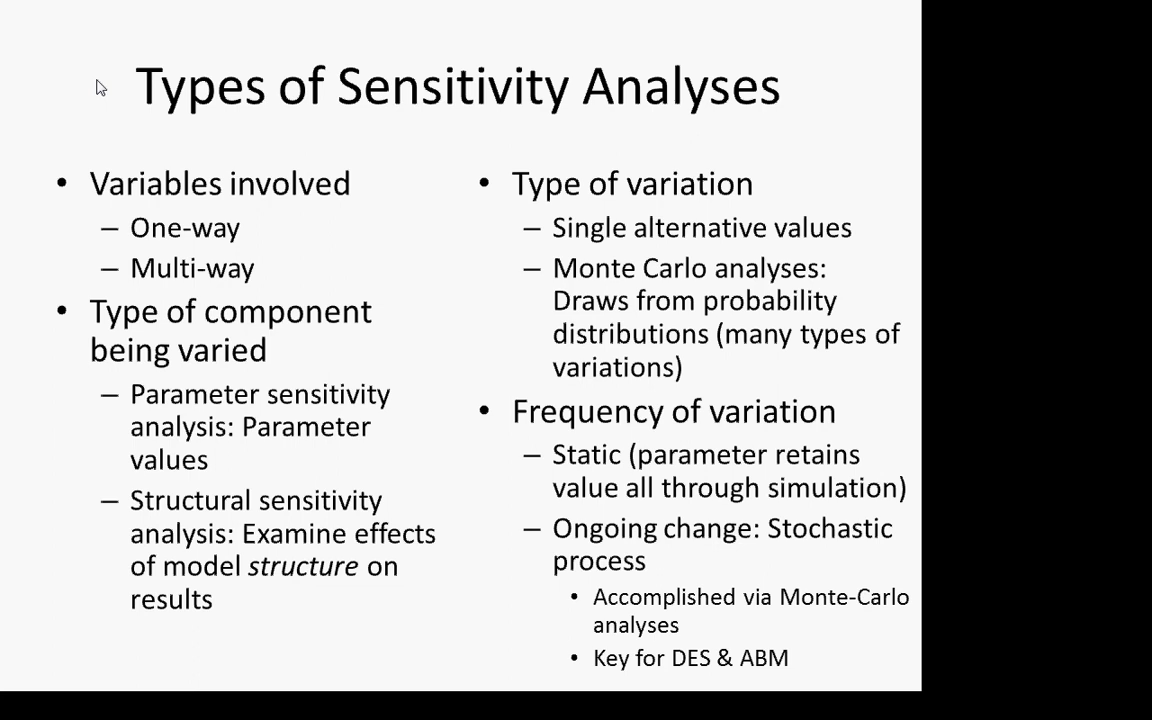 Types of Sensitivity Analyses
• Variables involved
– One-way
– Multi-way
• Type of component
being varied
– Parameter sensitivity
analysis: Parameter
values
– Structural sensitivity
analysis: Examine effects
of model structure on
results
• Type of variation
– Single alternative values
– Monte Carlo analyses:
Draws from probability
distributions (many types of
variations)
• Frequency of variation
– Static (parameter retains
value all through simulation)
– Ongoing change: Stochastic
process
• Accomplished via Monte-Carlo
analyses
• Key for DES & ABM